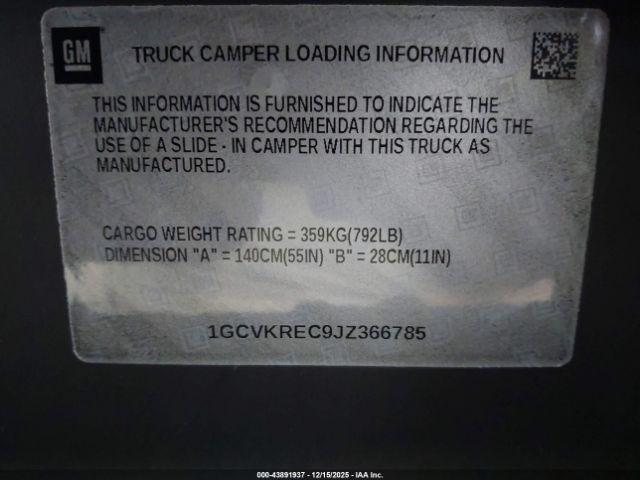 GM
TRUCK CAMPER LOADING INFORMATION
THIS INFORMATION IS FURNISHED TO INDICATE THE
MANUFACTURER'S RECOMMENDATION REGARDING THE
USE OF A SLIDE - IN CAMPER WITH THIS TRUCK AS
MANUFACTURED.
CARGO WEIGHT RATING = 359KG(792LB)
DIMENSION "A" = 140CM(55IN) "B" = 28CM(11IN)
1GCVKREC9JZ366785
000-43891937 - 12/15/2025 - IAA Inc.